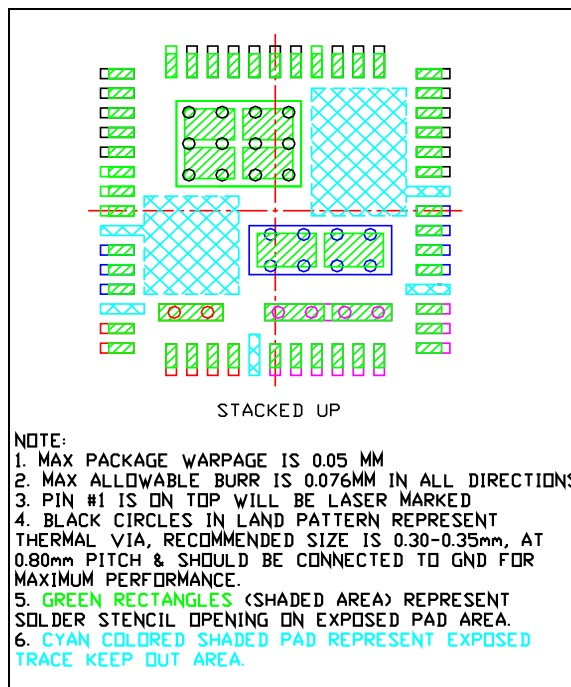 STACKED UP
NOTE:
1. MAX PACKAGE WARPAGE IS 0.05 MM
2. MAX ALLOWABLE BURR IS 0.076MM IN ALL DIRECTIONS
3. PIN #1 IS ON TOP WILL BE LASER MARKED
4. BLACK CIRCLES IN LAND PATTERN REPRESENT
THERMAL VIA, RECOMMENDED SIZE IS 0.30-0.35mm, AT
0.80mm PITCH & SHOULD BE CONNECTED TO GND FOR
MAXIMUM PERFORMANCE.
5. GREEN RECTANGLES (SHADED AREA) REPRESENT
SOLDER STENCIL OPENING ON EXPOSED PAD AREA.
6. CYAN COLORED SHADED PAD REPRESENT EXPOSED
TRACE KEEP OUT AREA.